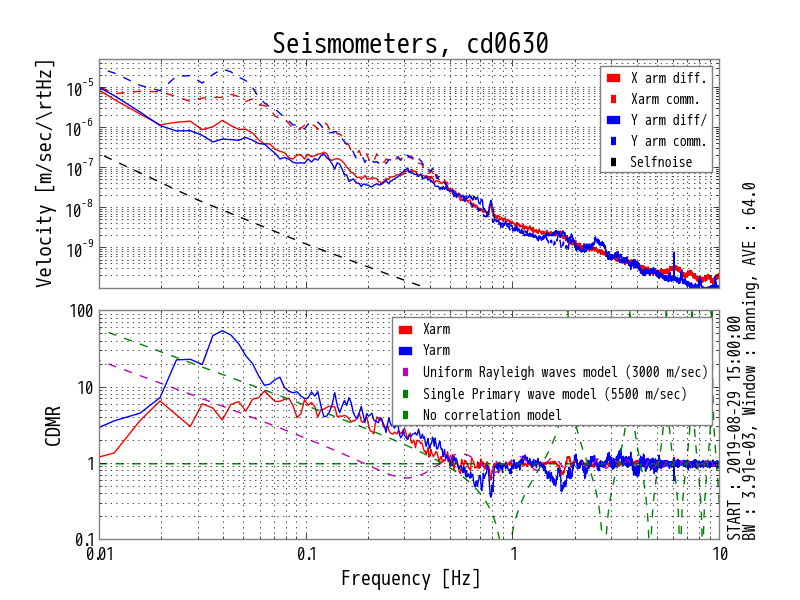 Seismometers, cd0630
Velocity [m/sec/\rtHz]
10-5
10-6
10-7
10-8
10-9
X arm diff.
Xarm comm.
Y arm diff/
Y arm comm.
Selfnoise
CDMR
100
10
1
0.1
Xarm
Yarm
Uniform Rayleigh waves model (3000 m/sec)
Single Primary wave model (5500 m/sec)
No correlation model
0.01
0.1
1
10
Frequency [Hz]
START : 2019-08-29 15:00:00
BW : 3.91e-03, Window : hanning, AVE : 64.0